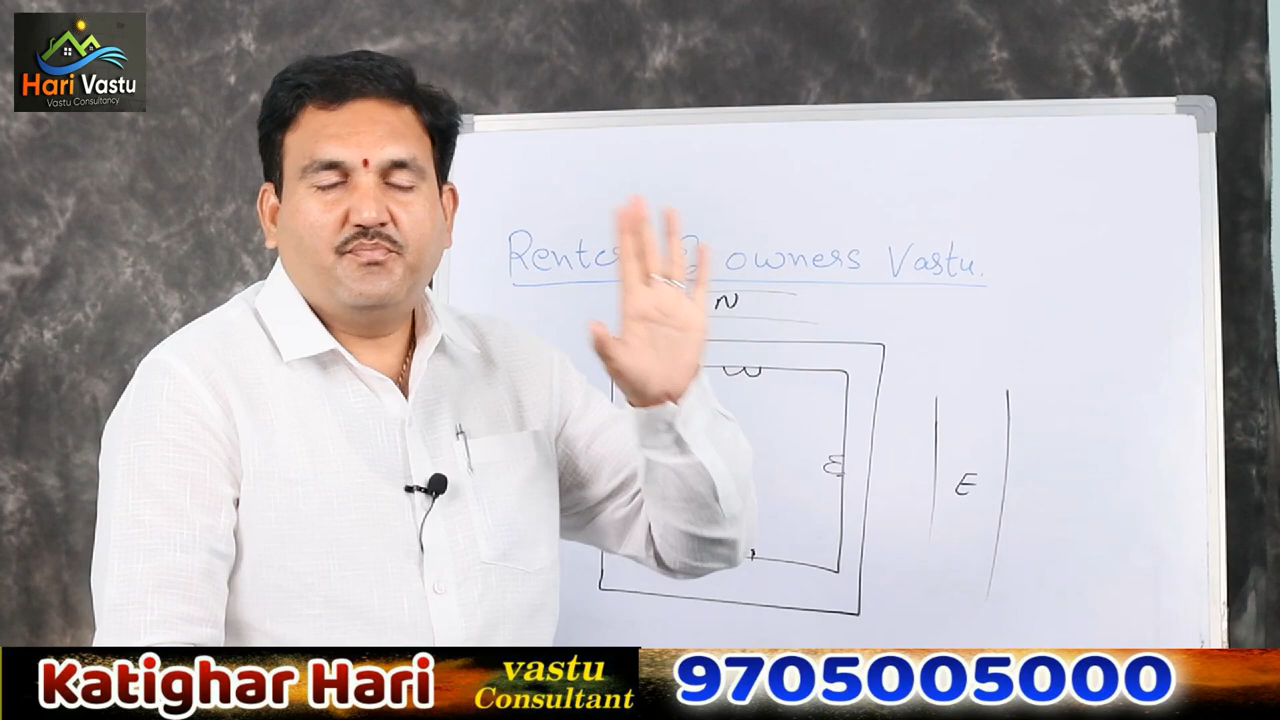 Hari Vastu
Vastu Consultancy
owners Vastu.
N
E
Katighar Hari
vastu
Consultant
9705005000